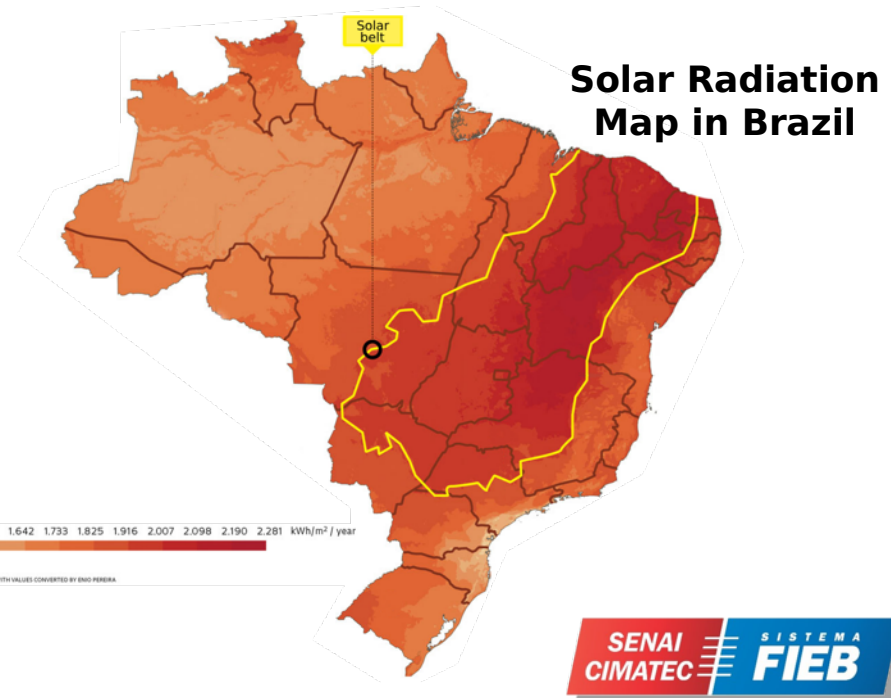 Solar
belt
Solar Radiation
Map in Brazil
1.642 1.733 1.825 1.916 2.007 2.098 2.190 2.281 kWh/m² / year
ITH VALUES CONVERTED BY ENIO PEREIRA
SENAI
CIMATEC
SISTEMA
FIEB